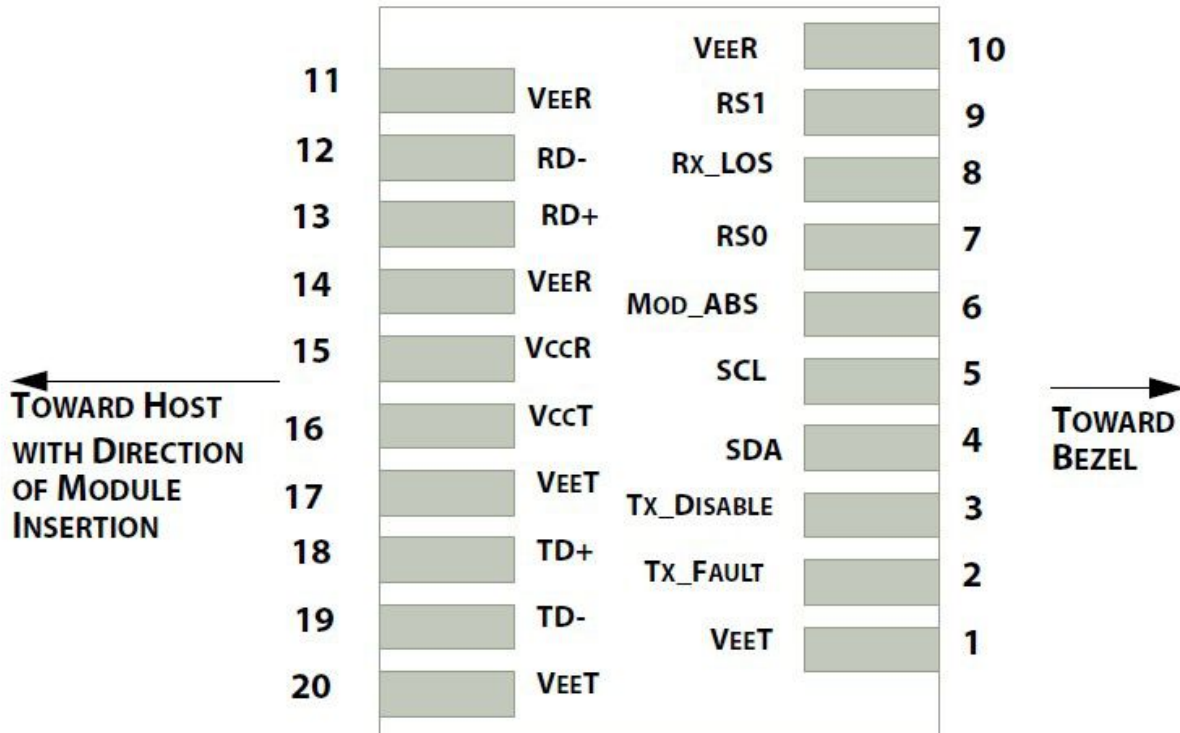 11 VEER
12 RD-
13 RD+
14 VEER
15 VCCR
16 VCCT
17 VEET
18 TD+
19 TD-
20 VEET
VEER 10
RS1 9
RX_LOS 8
RS0 7
MOD_ABS 6
SCL 5
SDA 4
TX_DISABLE 3
TX_FAULT 2
VEET 1
TOWARD HOST
WITH DIRECTION
OF MODULE
INSERTION
TOWARD
BEZEL